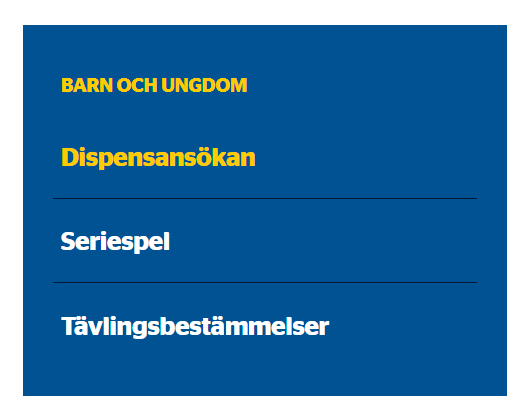 BARN OCH UNGDOM
Dispensansökan
Seriespel
Tävlingsbestämmelser